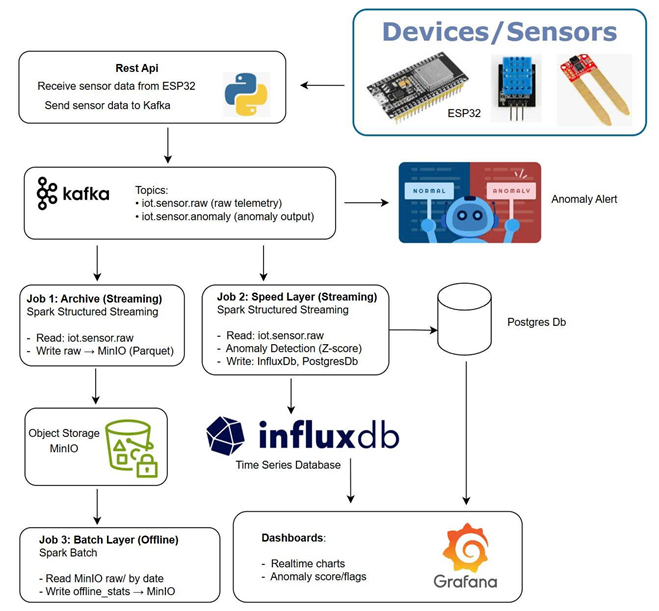 Devices/Sensors
ESP32
Rest Api
Receive sensor data from ESP32
Send sensor data to Kafka
kafka
Topics:
• iot.sensor.raw (raw telemetry)
• iot.sensor.anomaly (anomaly output)
NORMAL
ANOMALY
Anomaly Alert
Job 1: Archive (Streaming)
Spark Structured Streaming
- Read: iot.sensor.raw
- Write raw → MinIO (Parquet)
Job 2: Speed Layer (Streaming)
Spark Structured Streaming
- Read: iot.sensor.raw
- Anomaly Detection (Z-score)
- Write: InfluxDb, PostgresDb
Postgres Db
Object Storage
MinIO
influxdb
Time Series Database
Job 3: Batch Layer (Offline)
Spark Batch
- Read MinIO raw/ by date
- Write offline_stats → MinIO
Dashboards:
- Realtime charts
- Anomaly score/flags
Grafana